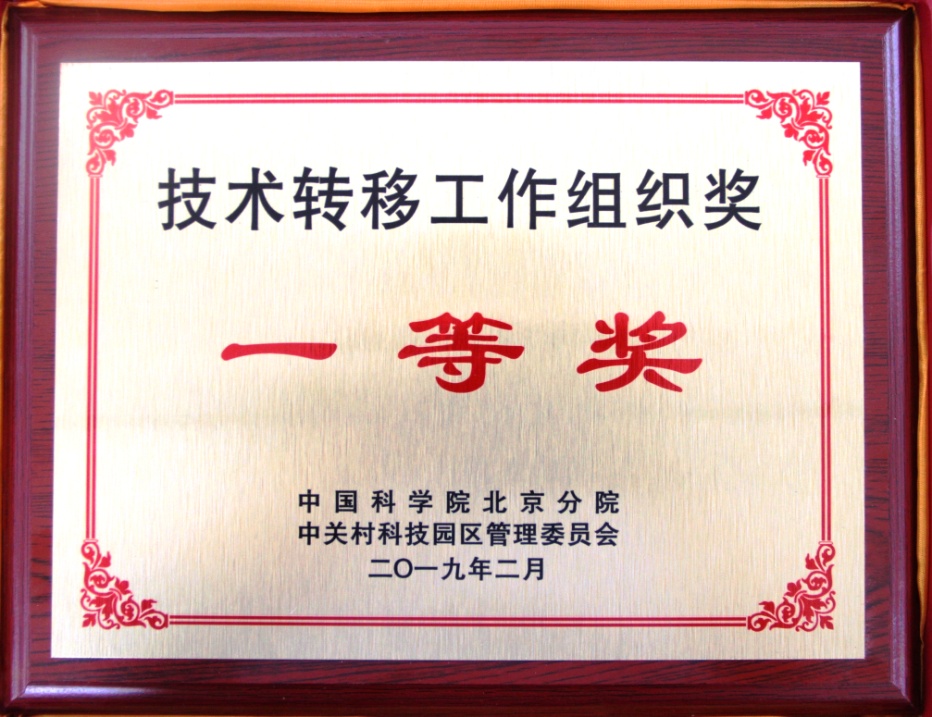 技术转移工作组织奖
一等奖
中国科学院北京分院
中关村科技园区管理委员会
二〇一九年二月